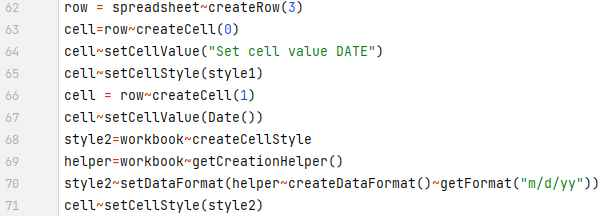 62 row = spreadsheet~createRow(3)
63 cell=row~createCell(0)
64 cell~setCellValue("Set cell value DATE")
65 cell~setCellStyle(style1)
66 cell = row~createCell(1)
67 cell~setCellValue(Date())
68 style2=workbook~createCellStyle
69 helper=workbook~getCreationHelper()
70 style2~setDataFormat(helper~createDataFormat()~getFormat("m/d/yy"))
71 cell~setCellStyle(style2)